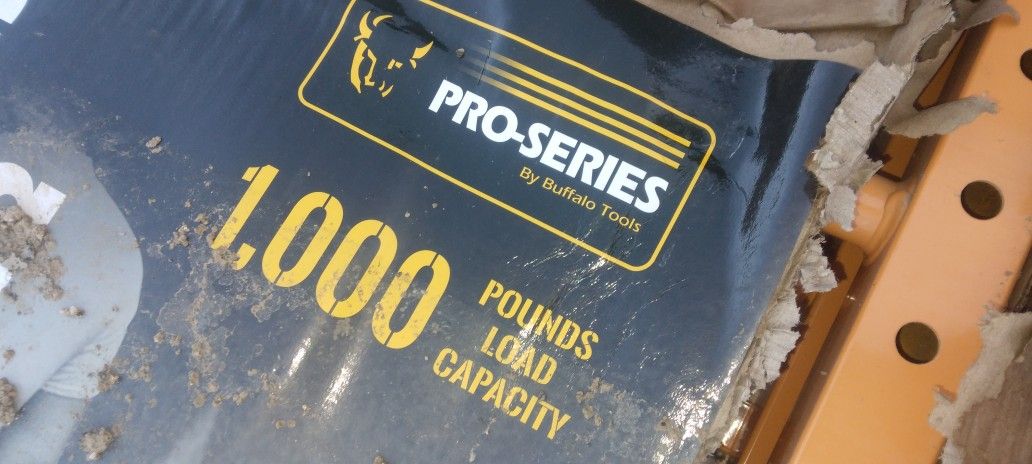 PRO-SERIES
By Buffalo Tools
1,000
POUNDS
LOAD
CAPACITY